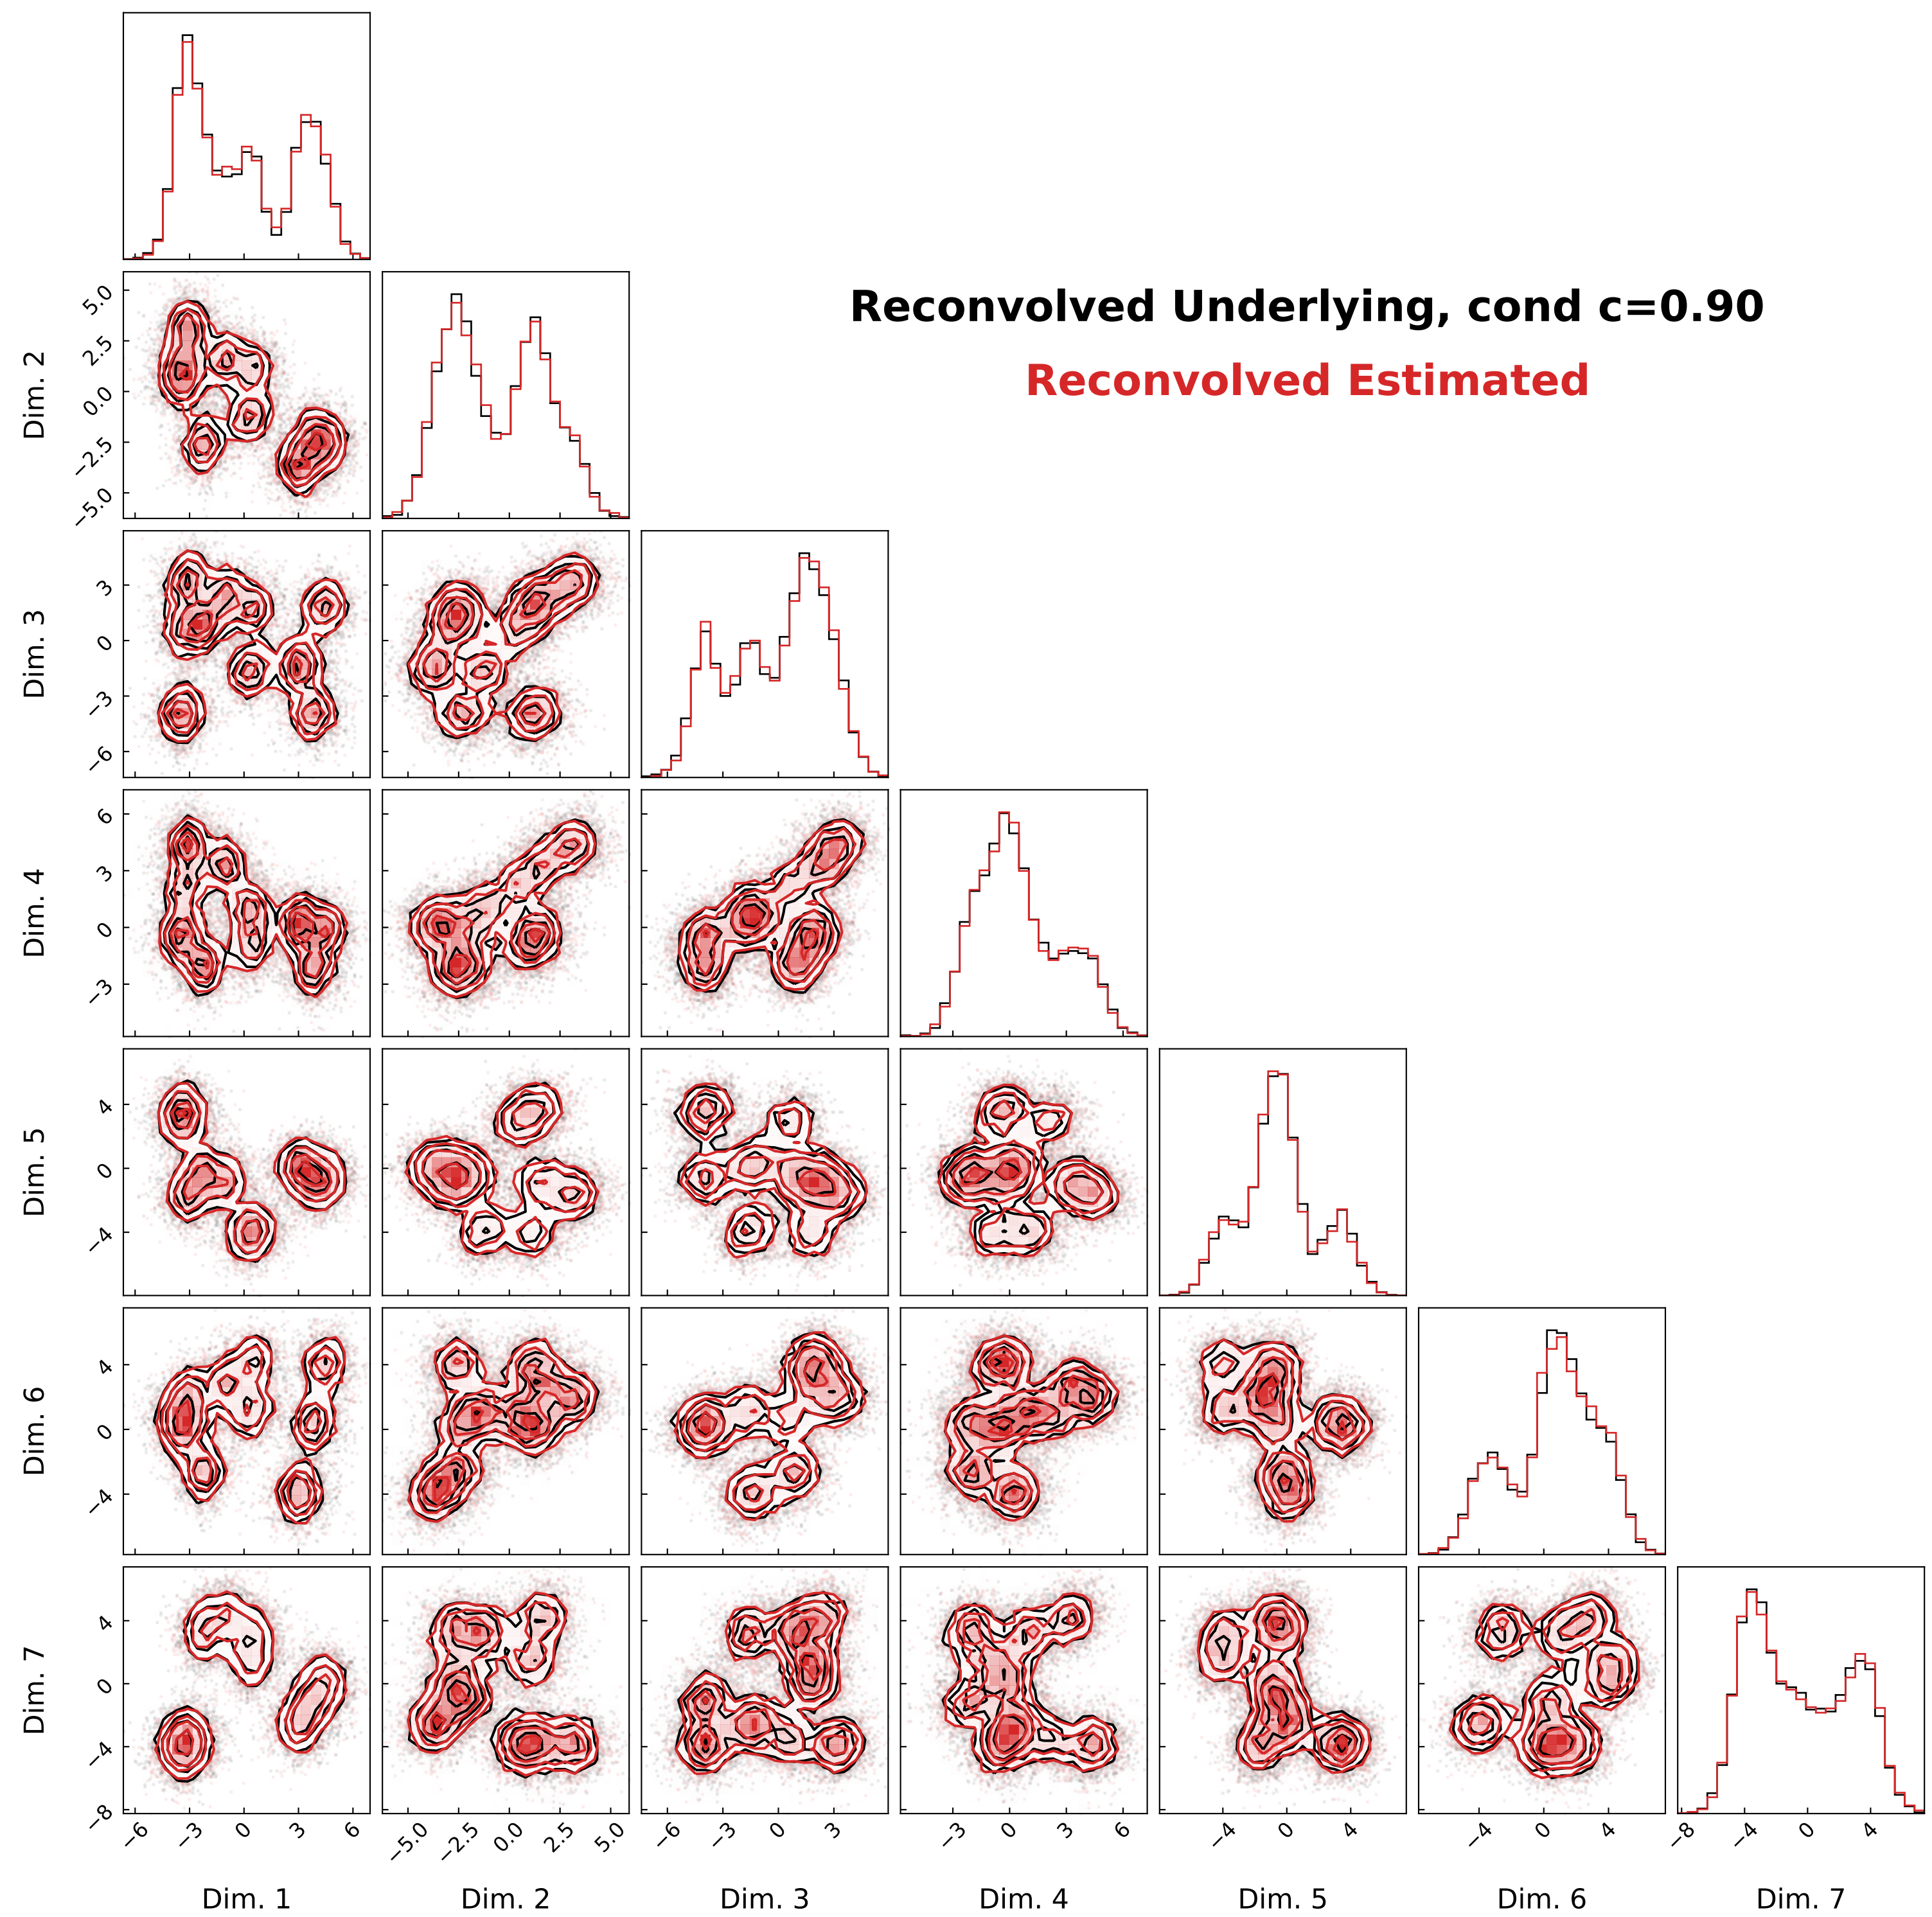 Reconvolved Underlying, cond c=0.90
Reconvolved Estimated
Dim. 2
5.0
2.5
0.0
−2.5
−5.0
Dim. 3
3
0
−3
−6
Dim. 4
6
3
0
−3
Dim. 5
4
0
−4
Dim. 6
4
0
−4
Dim. 7
4
0
−4
−8
−6 −3 0 3 6 −5.0 −2.5 0.0 2.5 5.0 −6 −3 0 3 −3 0 3 6 −4 0 4 −4 0 4 −8 −4 0 4
Dim. 1 Dim. 2 Dim. 3 Dim. 4 Dim. 5 Dim. 6 Dim. 7